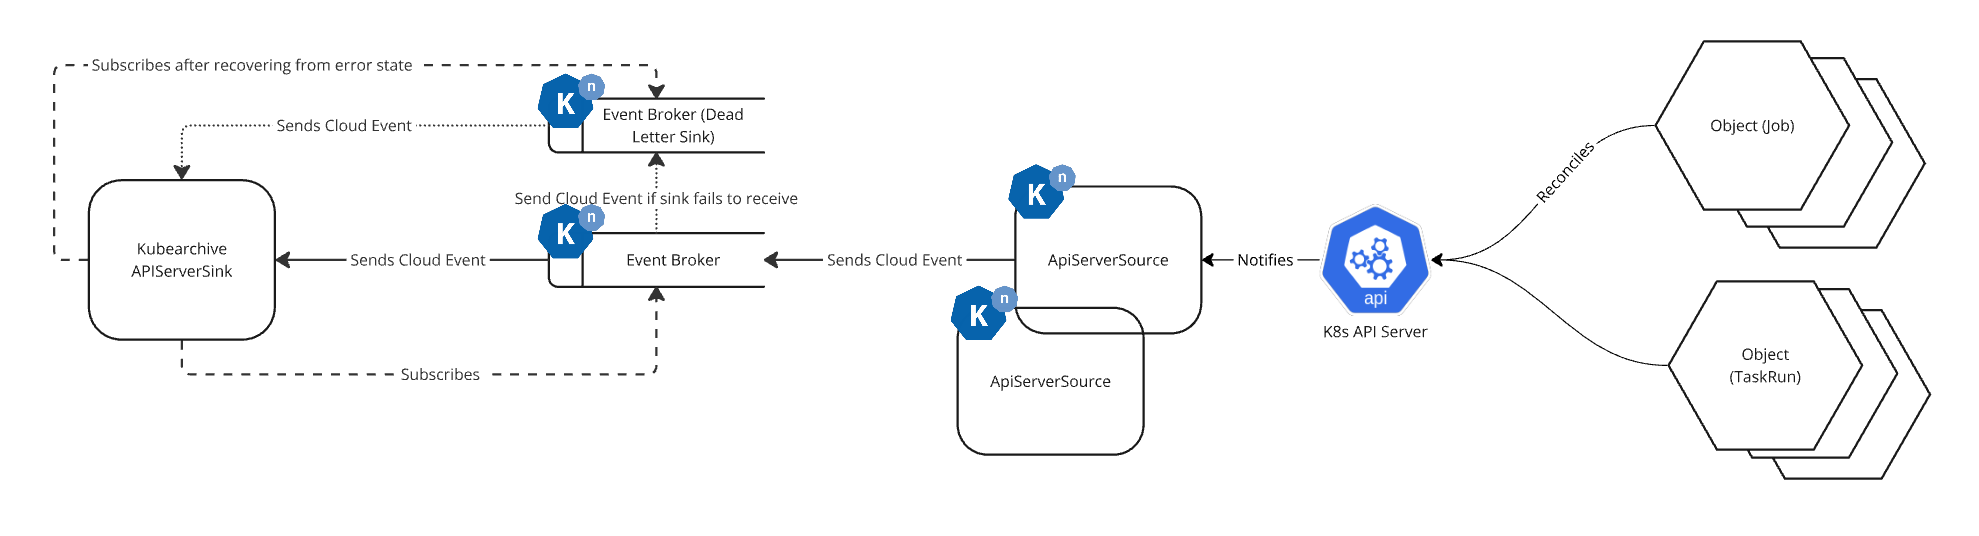 Subscribes after recovering from error state
K
n
Event Broker (Dead
Letter Sink)
Sends Cloud Event
Object (Job)
Reconciles
Send Cloud Event if sink fails to receive
K
n
K
n
Kubearchive
APIServerSink
Sends Cloud Event
Event Broker
Sends Cloud Event
ApiServerSource
Notifies
api
K8s API Server
K
n
ApiServerSource
Object
(TaskRun)
Subscribes